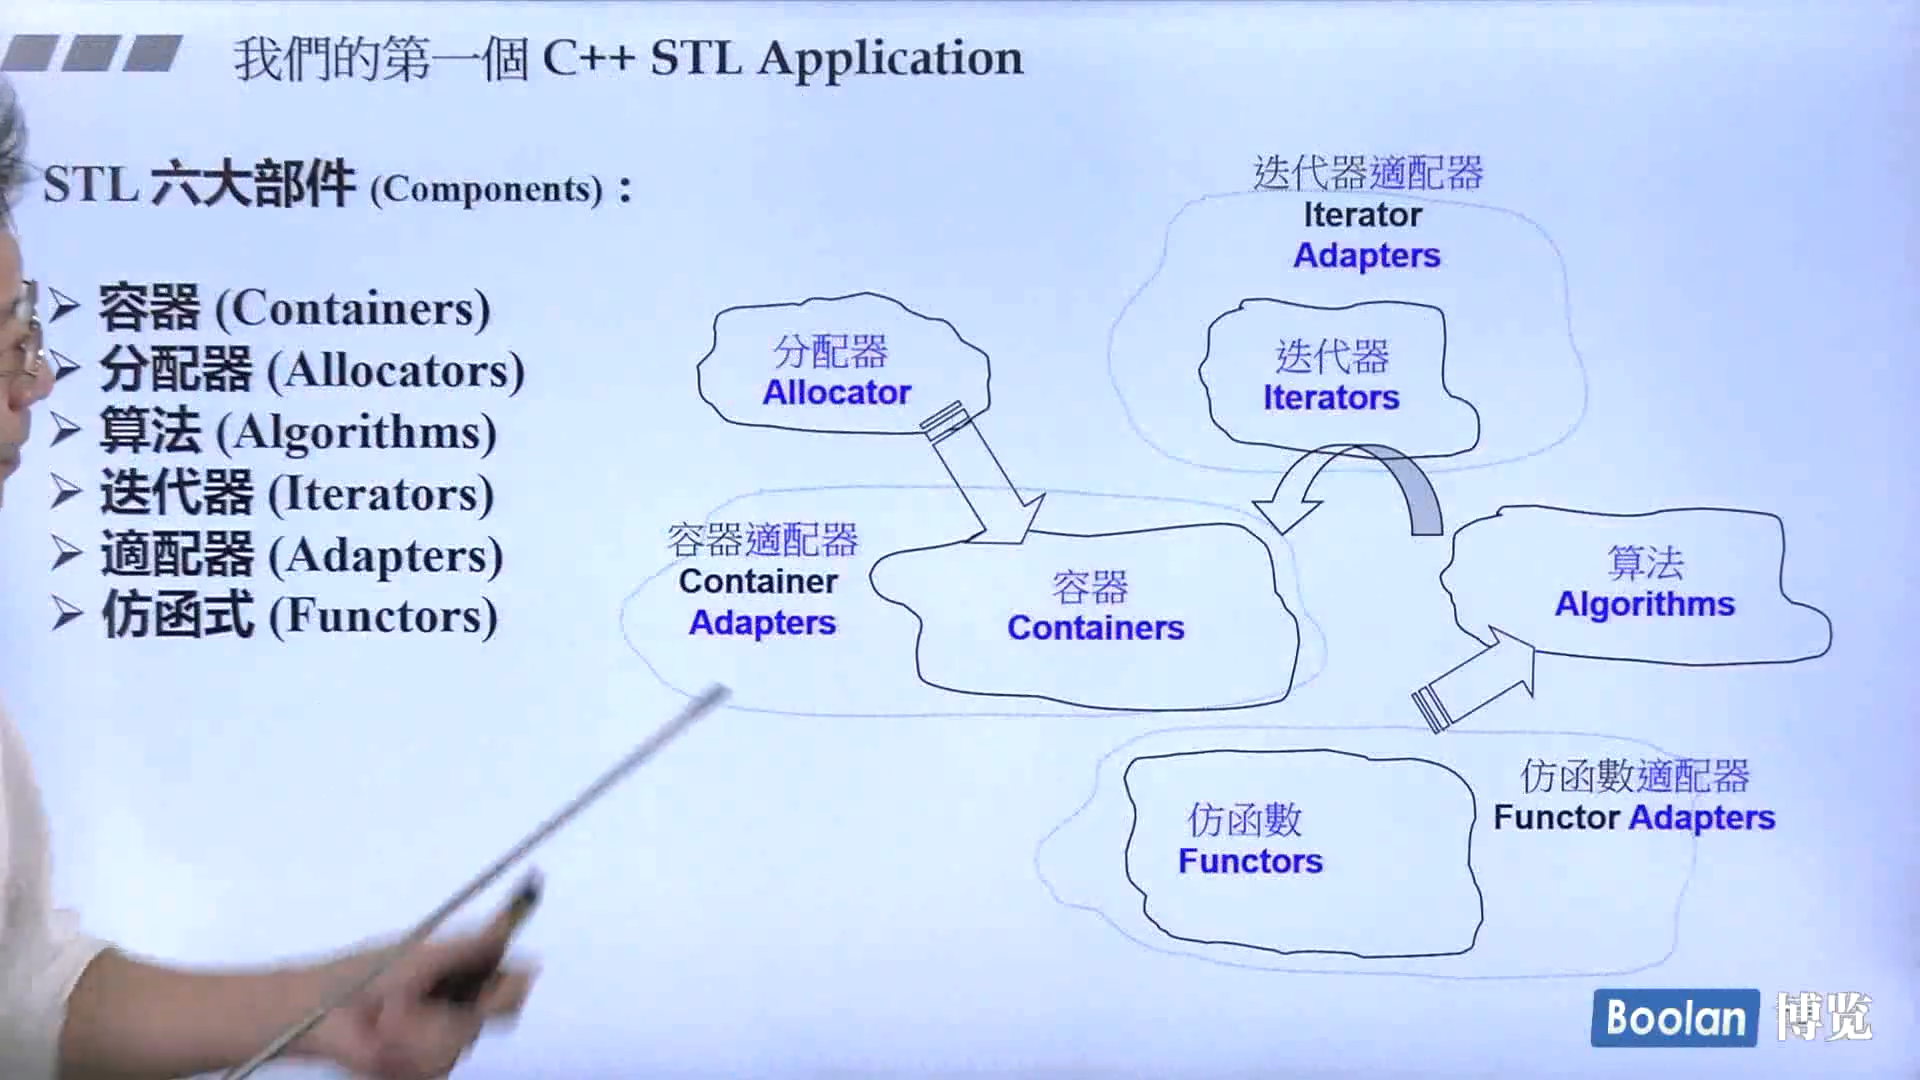 我們的第一個 C++ STL Application
STL 六大部件 (Components)：
容器 (Containers)
分配器 (Allocators)
算法 (Algorithms)
迭代器 (Iterators)
適配器 (Adapters)
仿函式 (Functors)
迭代器適配器
Iterator
Adapters
分配器
Allocator
迭代器
Iterators
容器適配器
Container
Adapters
容器
Containers
算法
Algorithms
仿函數
Functors
仿函數適配器
Functor Adapters
Boolan 博览